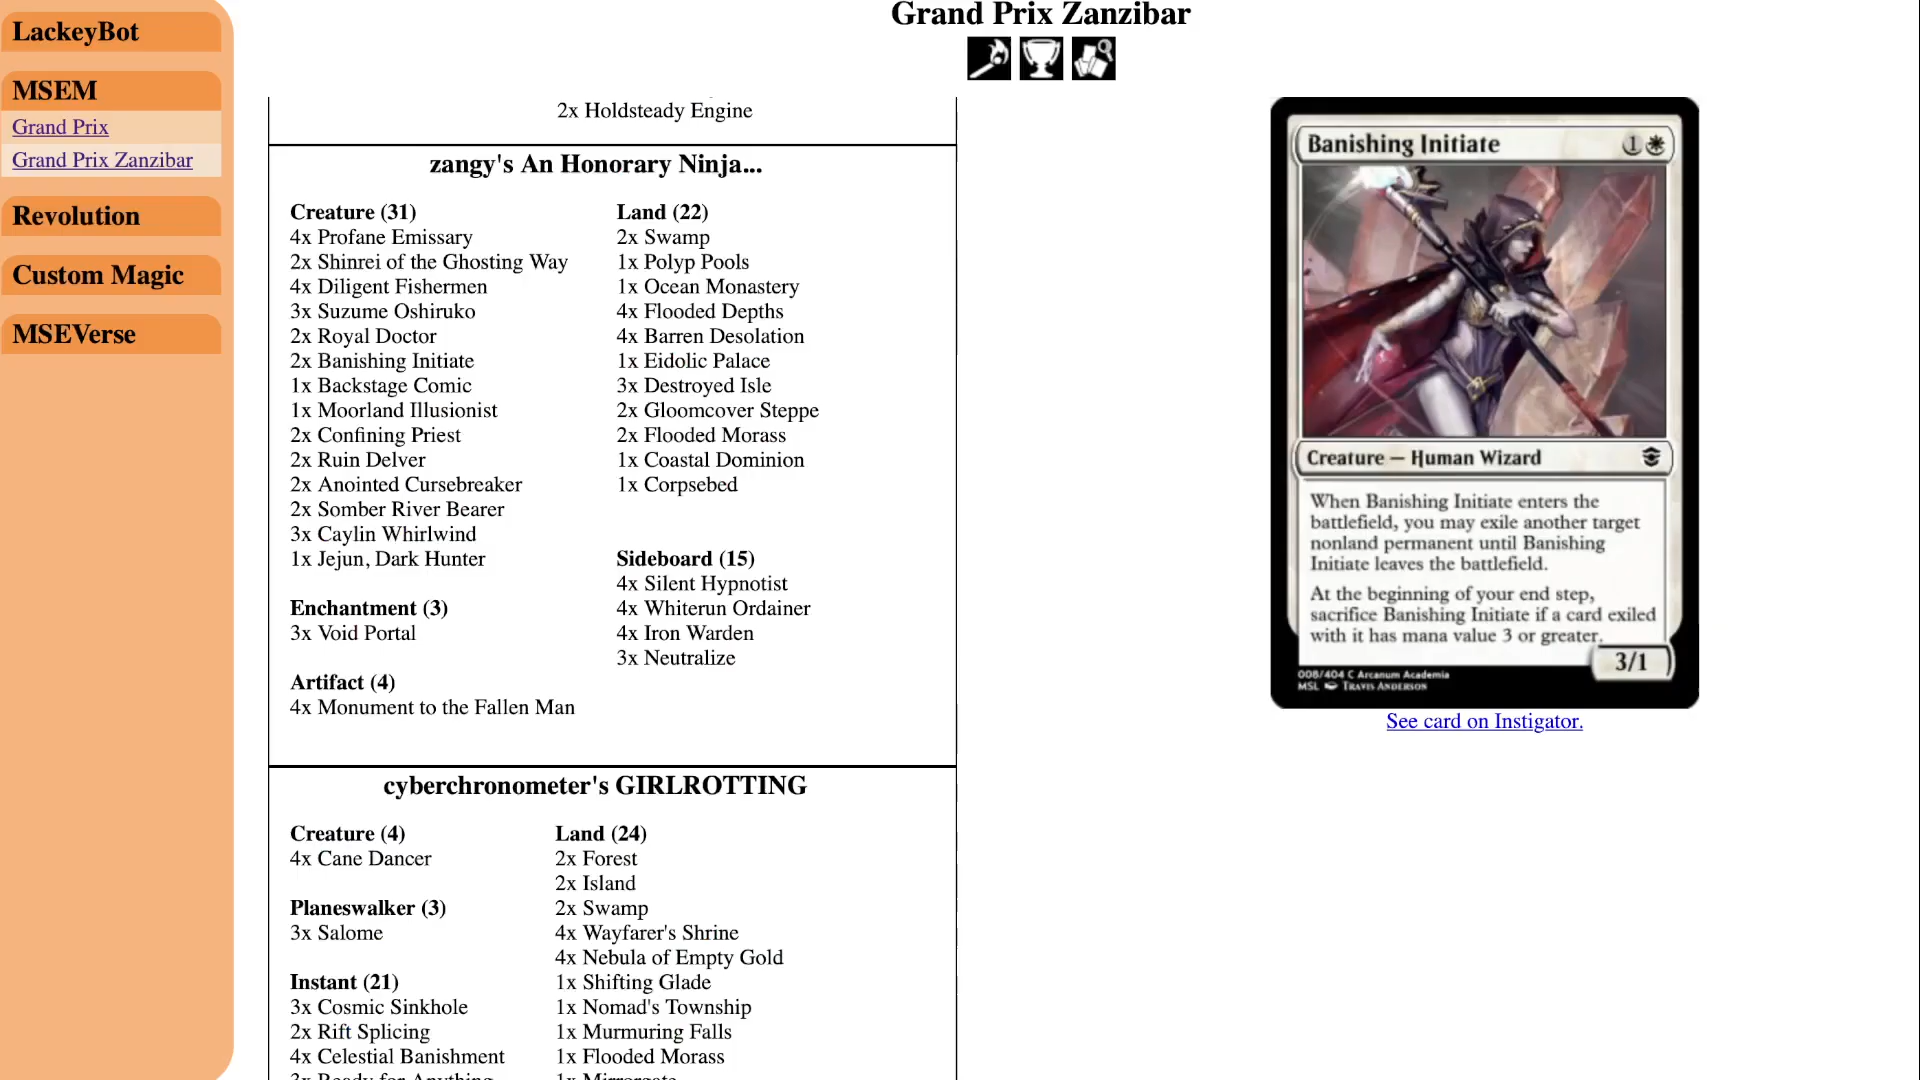 LackeyBot
MSEM
Grand Prix
Grand Prix Zanzibar
Revolution
Custom Magic
MSEVerse
Grand Prix Zanzibar
2x Holdsteady Engine
zangy's An Honorary Ninja...
Creature (31)
4x Profane Emissary
2x Shinrei of the Ghosting Way
4x Diligent Fishermen
3x Suzume Oshiruko
2x Royal Doctor
2x Banishing Initiate
1x Backstage Comic
1x Moorland Illusionist
2x Confining Priest
2x Ruin Delver
2x Anointed Cursebreaker
2x Somber River Bearer
3x Caylin Whirlwind
1x Jejun, Dark Hunter
Enchantment (3)
3x Void Portal
Artifact (4)
4x Monument to the Fallen Man
Land (22)
2x Swamp
1x Polyp Pools
1x Ocean Monastery
4x Flooded Depths
4x Barren Desolation
1x Eidolic Palace
3x Destroyed Isle
2x Gloomcover Steppe
2x Flooded Morass
1x Coastal Dominion
1x Corpsebed
Sideboard (15)
4x Silent Hypnotist
4x Whiterun Ordainer
4x Iron Warden
3x Neutralize
cyberchronometer's GIRLROTTING
Creature (4)
4x Cane Dancer
Planeswalker (3)
3x Salome
Instant (21)
3x Cosmic Sinkhole
2x Rift Splicing
4x Celestial Banishment
3x Ready for Anything
Land (24)
2x Forest
2x Island
2x Swamp
4x Wayfarer's Shrine
4x Nebula of Empty Gold
1x Shifting Glade
1x Nomad's Township
1x Murmuring Falls
1x Flooded Morass
1x Mirrorgate
Banishing Initiate 1
Creature — Human Wizard
When Banishing Initiate enters the
battlefield, you may exile another target
nonland permanent until Banishing
Initiate leaves the battlefield.
At the beginning of your end step,
sacrifice Banishing Initiate if a card exiled
with it has mana value 3 or greater.
3/1
008/404 C Arcanum Academia
MSL Travis Anderson
See card on Instigator.